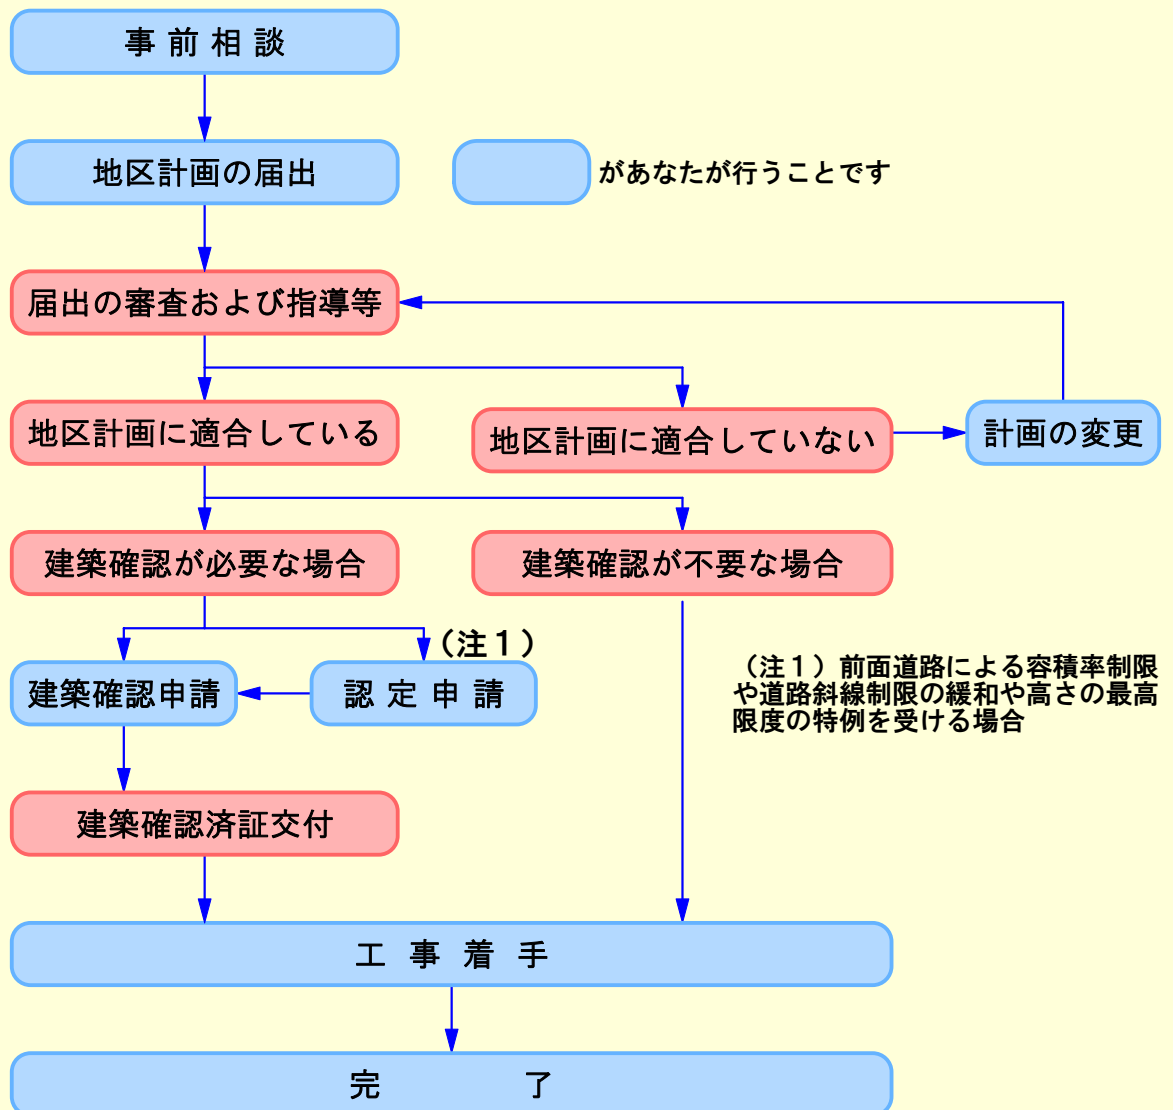 事前相談
地区計画の届出
があなたが行うことです
届出の審査および指導等
地区計画に適合している
地区計画に適合していない
計画の変更
建築確認が必要な場合
建築確認が不要な場合
（注１）
建築確認申請
認定申請
（注１）前面道路による容積率制限
や道路斜線制限の緩和や高さの最高
限度の特例を受ける場合
建築確認済証交付
工事着手
完了